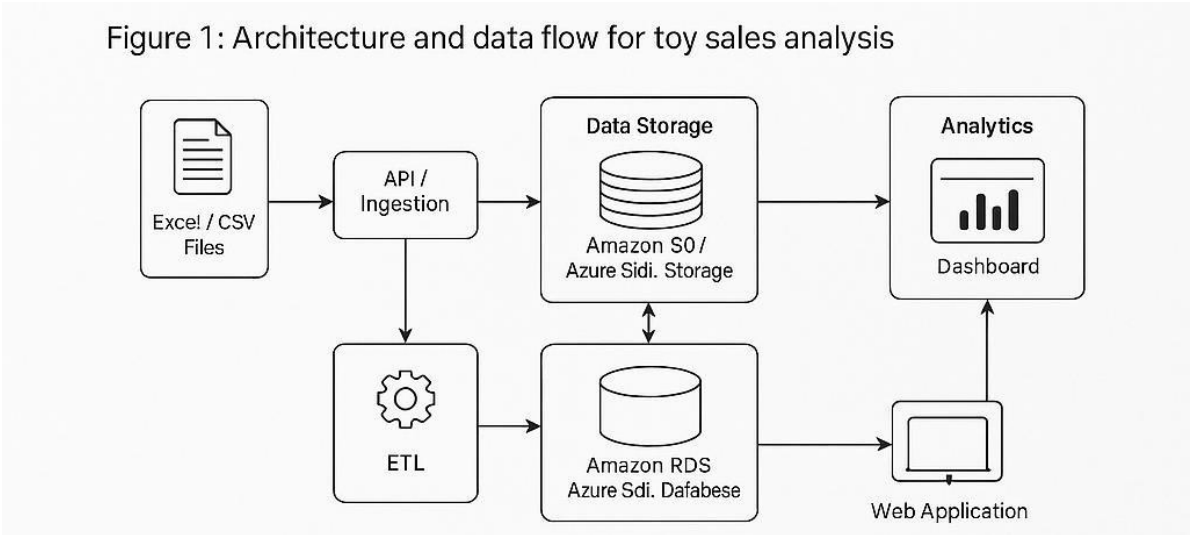 Figure 1: Architecture and data flow for toy sales analysis
Exce! / CSV
Files
API /
Ingestion
Data Storage
Amazon S0 /
Azure Sidi. Storage
Analytics
Dashboard
ETL
Amazon RDS
Azure Sdi. Dafabese
Web Application